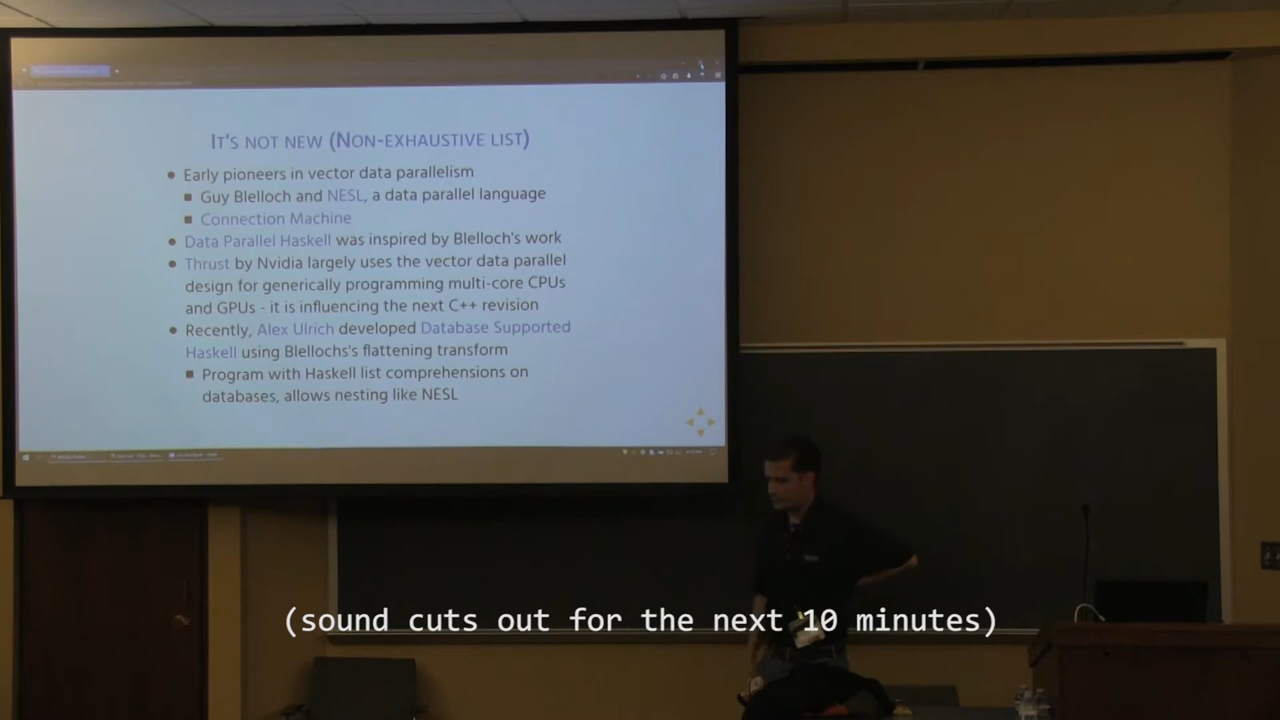 IT'S NOT NEW (NON-EXHAUSTIVE LIST)
• Early pioneers in vector data parallelism
▪ Guy Blelloch and NESL, a data parallel language
▪ Connection Machine
• Data Parallel Haskell was inspired by Blelloch's work
• Thrust by Nvidia largely uses the vector data parallel
design for generically programming multi-core CPUs
and GPUs - it is influencing the next C++ revision
• Recently, Alex Ulrich developed Database Supported
Haskell using Blellochs's flattening transform
▪ Program with Haskell list comprehensions on
databases, allows nesting like NESL
(sound cuts out for the next 10 minutes)